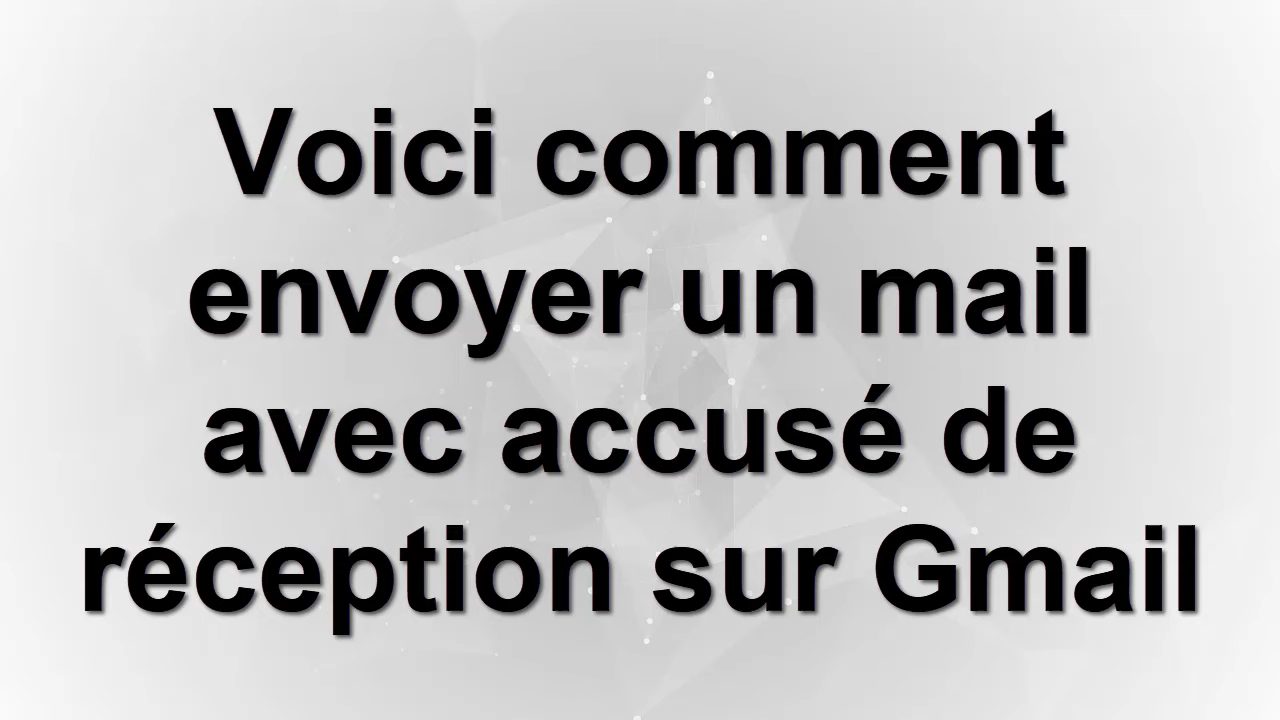 Voici comment
envoyer un mail
avec accusé de
réception sur Gmail